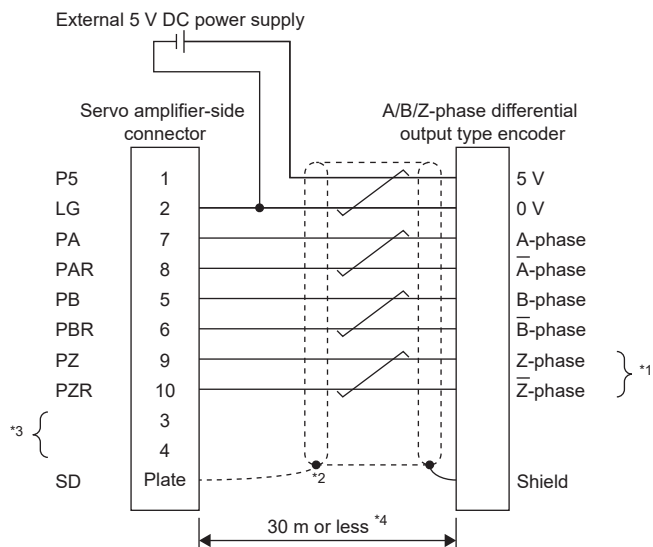 External 5 V DC power supply
Servo amplifier-side
connector
A/B/Z-phase differential
output type encoder
P5 1 5 V
LG 2 0 V
PA 7 A-phase
PAR 8 A̅-phase
PB 5 B-phase
PBR 6 B̅-phase
PZ 9 Z-phase
PZR 10 Z̅-phase
*1
3
*3
4
SD Plate *2 Shield
30 m or less *4